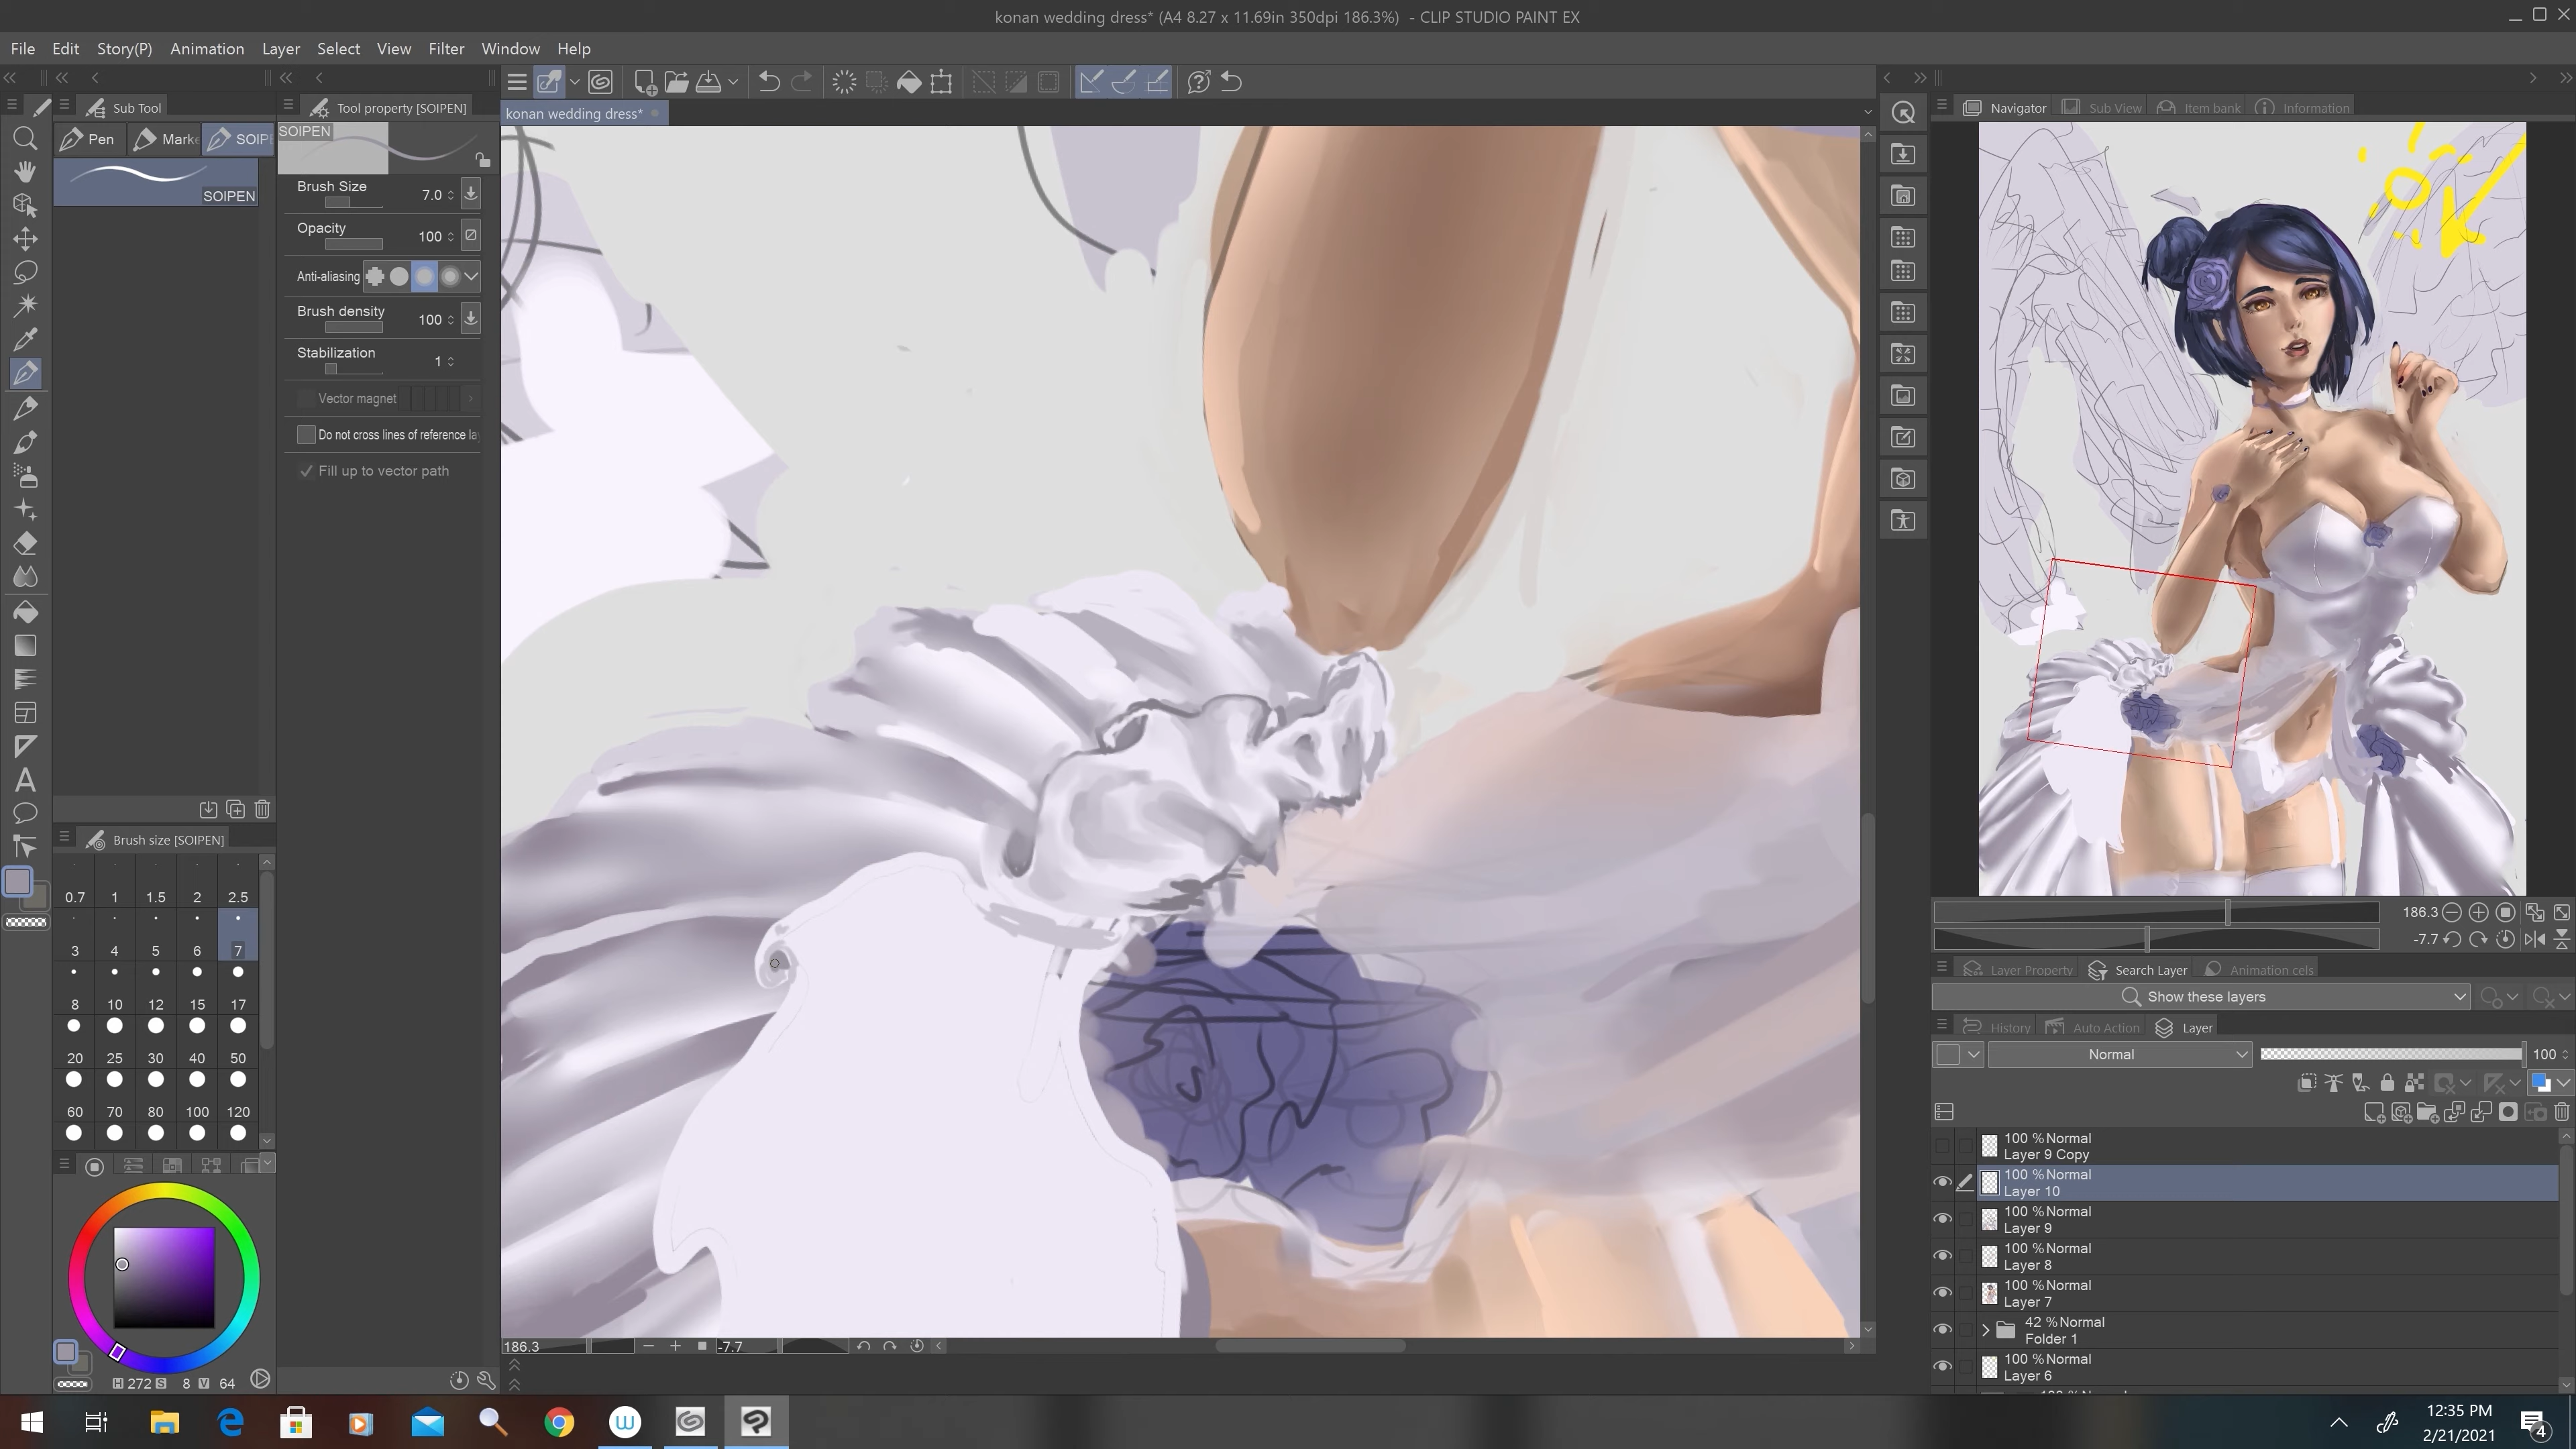 konan wedding dress* (A4 8.27 x 11.69in 350dpi 186.3%) - CLIP STUDIO PAINT EX
File Edit Story(P) Animation Layer Select View Filter Window Help
Sub Tool
Tool property [SOIPEN]
konan wedding dress*
Navigator Sub View Item bank Information
Pen Marke SOIP
SOIPEN
SOIPEN
Brush Size 7.0
Opacity 100
Anti-aliasing
Brush density 100
Stabilization 1
Vector magnet
Do not cross lines of reference la
Fill up to vector path
Brush size [SOIPEN]
0.7 1 1.5 2 2.5
3 4 5 6 7
8 10 12 15 17
20 25 30 40 50
60 70 80 100 120
H 272 S 8 V 64
186.3 -7.7
186.3
-7.7
Layer Property Search Layer Animation cels
Show these layers
History Auto Action Layer
Normal 100
100 %Normal
Layer 9 Copy
100 %Normal
Layer 10
100 %Normal
Layer 9
100 %Normal
Layer 8
100 %Normal
Layer 7
42 %Normal
Folder 1
100 %Normal
Layer 6
12:35 PM
2/21/2021
4